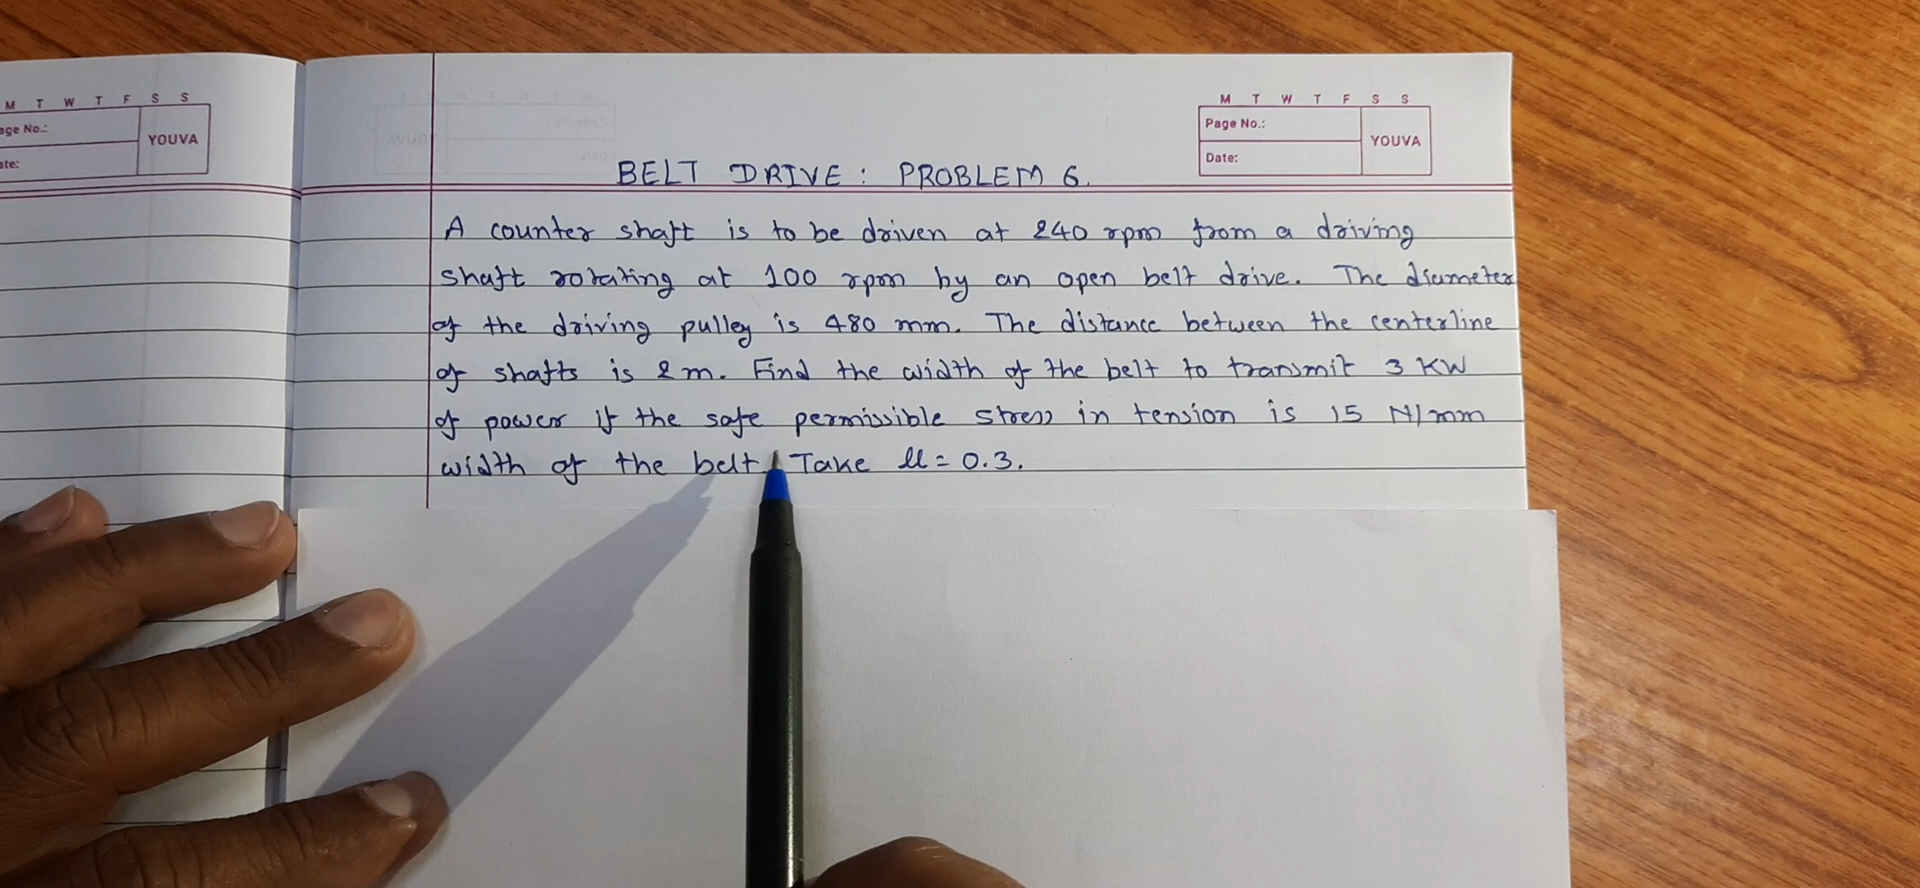 M T W T F S S
age No.:
YOUVA
ate:
M T W T F S S
Page No.:
YOUVA
Date:
BELT DRIVE : PROBLEM 6.
A counter shaft is to be driven at 240 rpm from a driving
shaft rotating at 100 rpm by an open belt drive. The diameter
of the driving pulley is 480 mm. The distance between the centerline
of shafts is 2 m. Find the width of the belt to transmit 3 KW
of power if the safe permissible stress in tension is 15 N/mm
width of the belt. Take μ = 0.3.